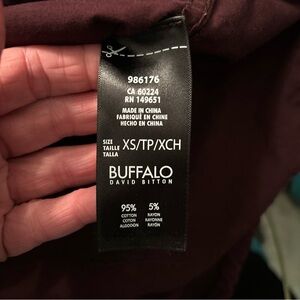 986176
CA 60224
RN 149651
MADE IN CHINA
FABRIQUÉ EN CHINE
HECHO EN CHINA
SIZE
TAILLE XS/TP/XCH
TALLA
BUFFALO
DAVID BITTON
95% 5%
COTTON RAYON
COTON RAYONNE
ALGODON RAYÓN